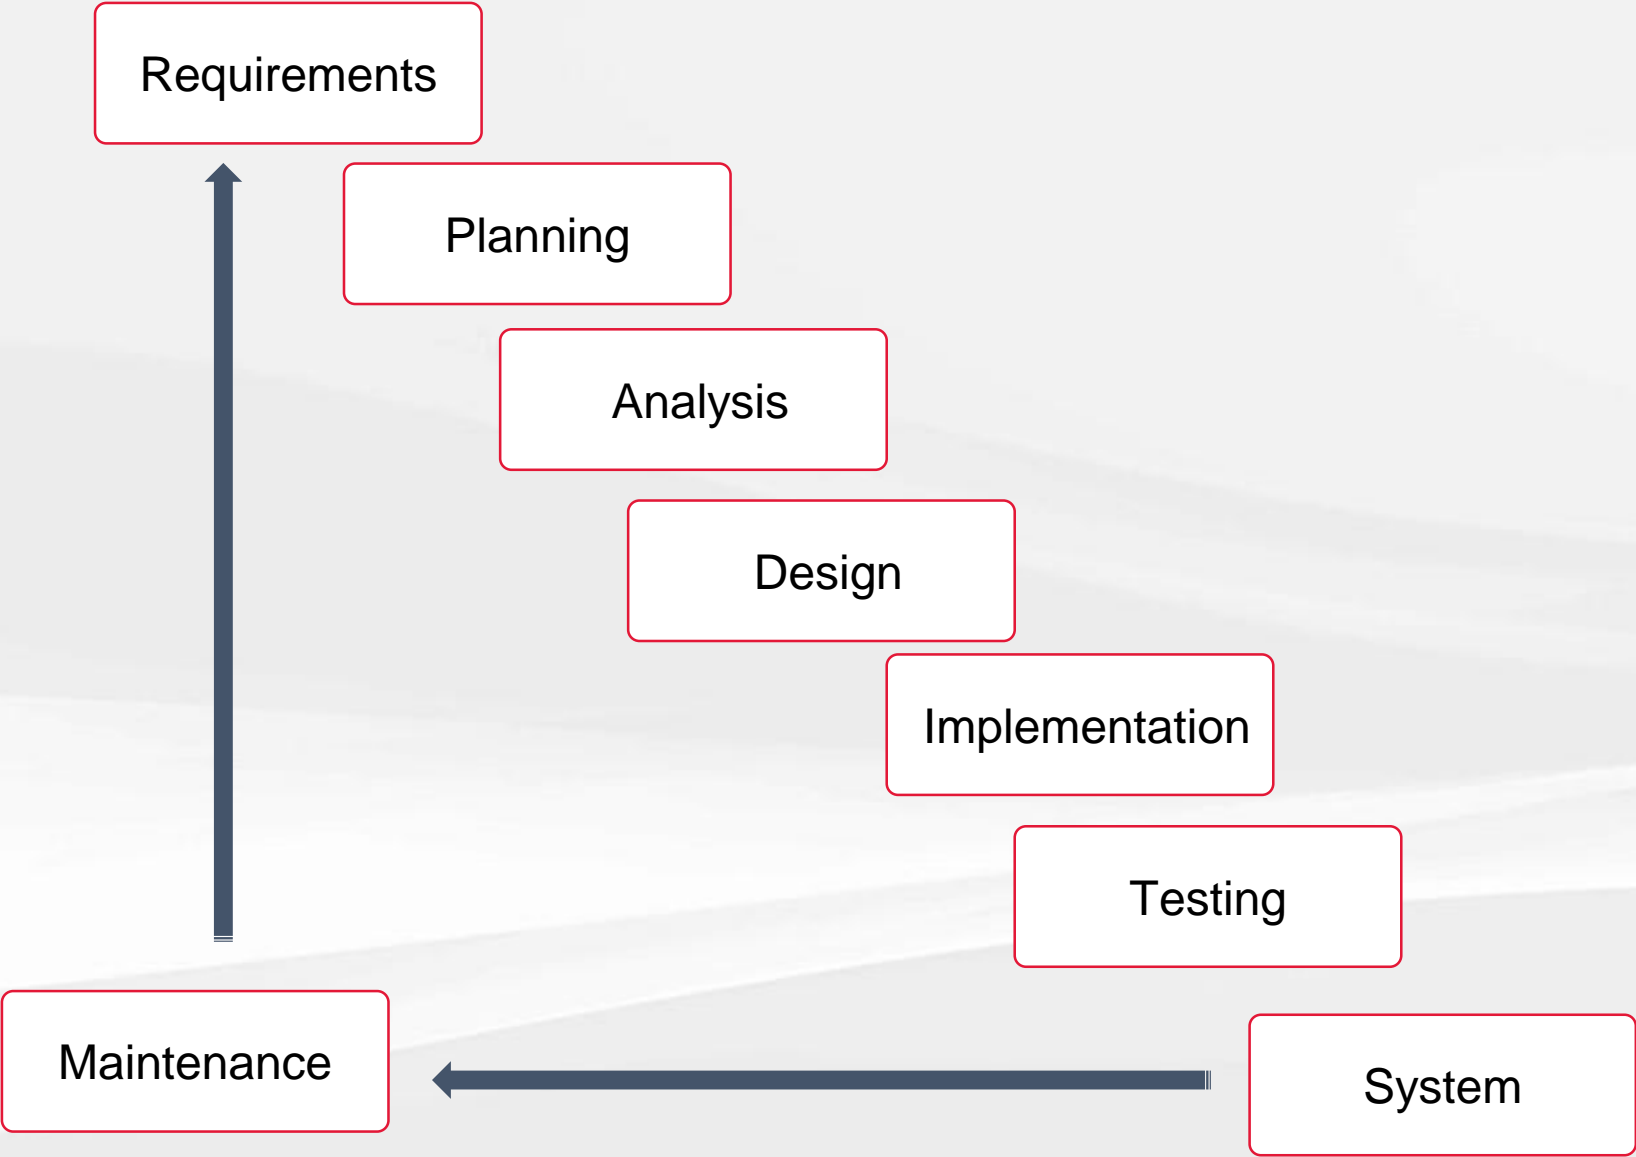 Requirements
Planning
Analysis
Design
Implementation
Testing
Maintenance
System